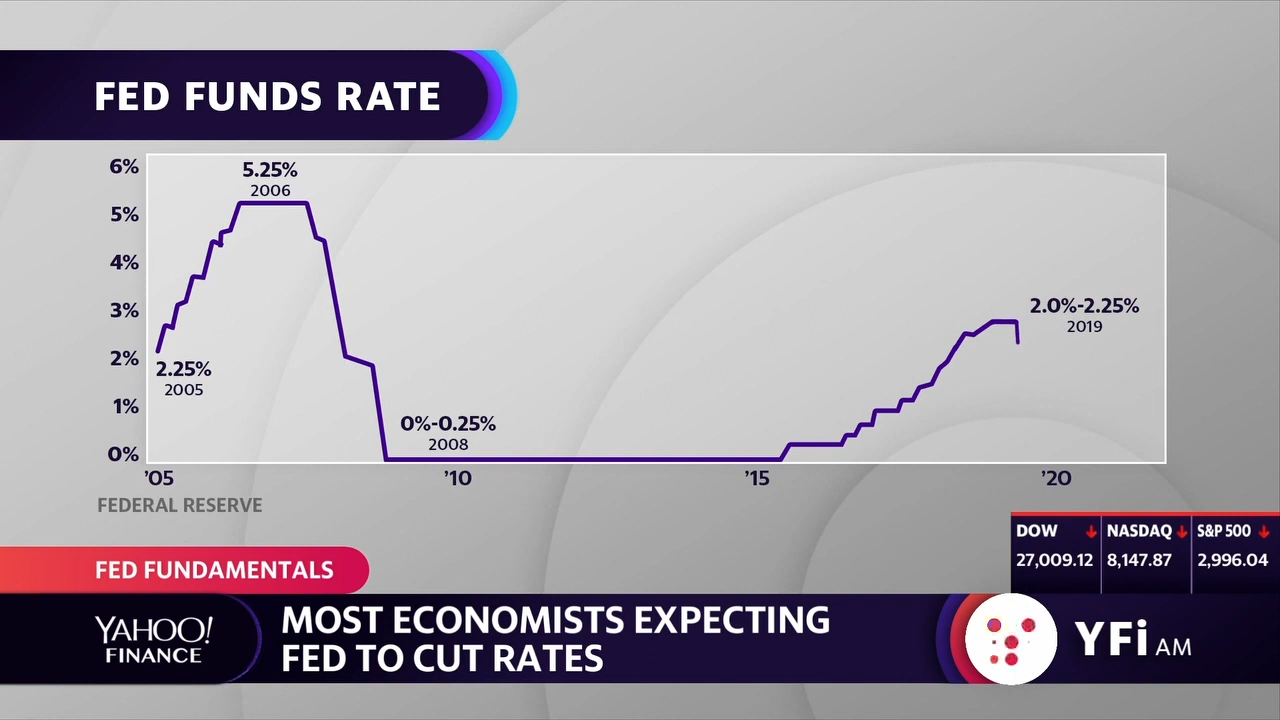 FED FUNDS RATE
6%
5%
4%
3%
2%
1%
0%
5.25%
2006
2.25%
2005
0%-0.25%
2008
2.0%-2.25%
2019
'05
'10
'15
'20
FEDERAL RESERVE
DOW
27,009.12
NASDAQ
8,147.87
S&P 500
2,996.04
FED FUNDAMENTALS
YAHOO!
FINANCE
MOST ECONOMISTS EXPECTING
FED TO CUT RATES
YFi AM